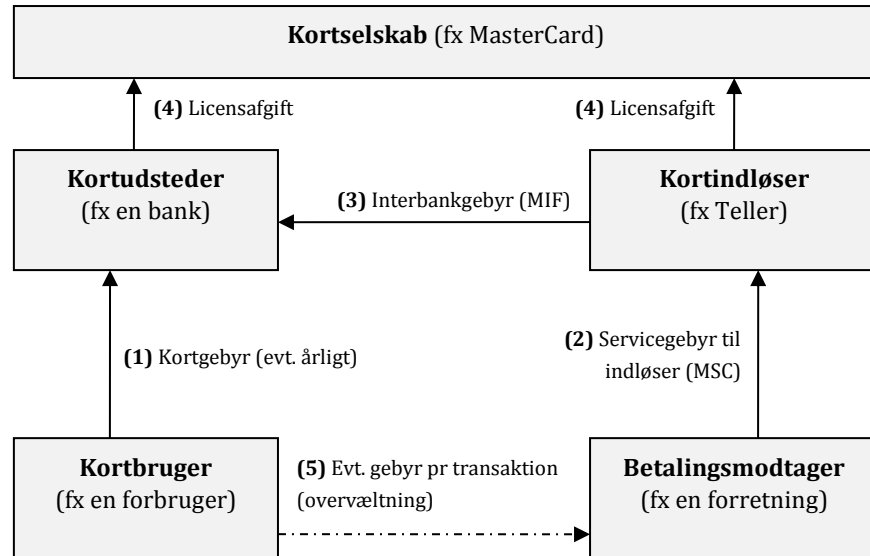 Kortselskab (fx MasterCard)
(4) Licensafgift
(4) Licensafgift
Kortudsteder
(fx en bank)
(3) Interbankgebyr (MIF)
Kortindløser
(fx Teller)
(1) Kortgebyr (evt. årligt)
(2) Servicegebyr til
indløser (MSC)
Kortbruger
(fx en forbruger)
(5) Evt. gebyr pr transaktion
(overvæltning)
Betalingsmodtager
(fx en forretning)